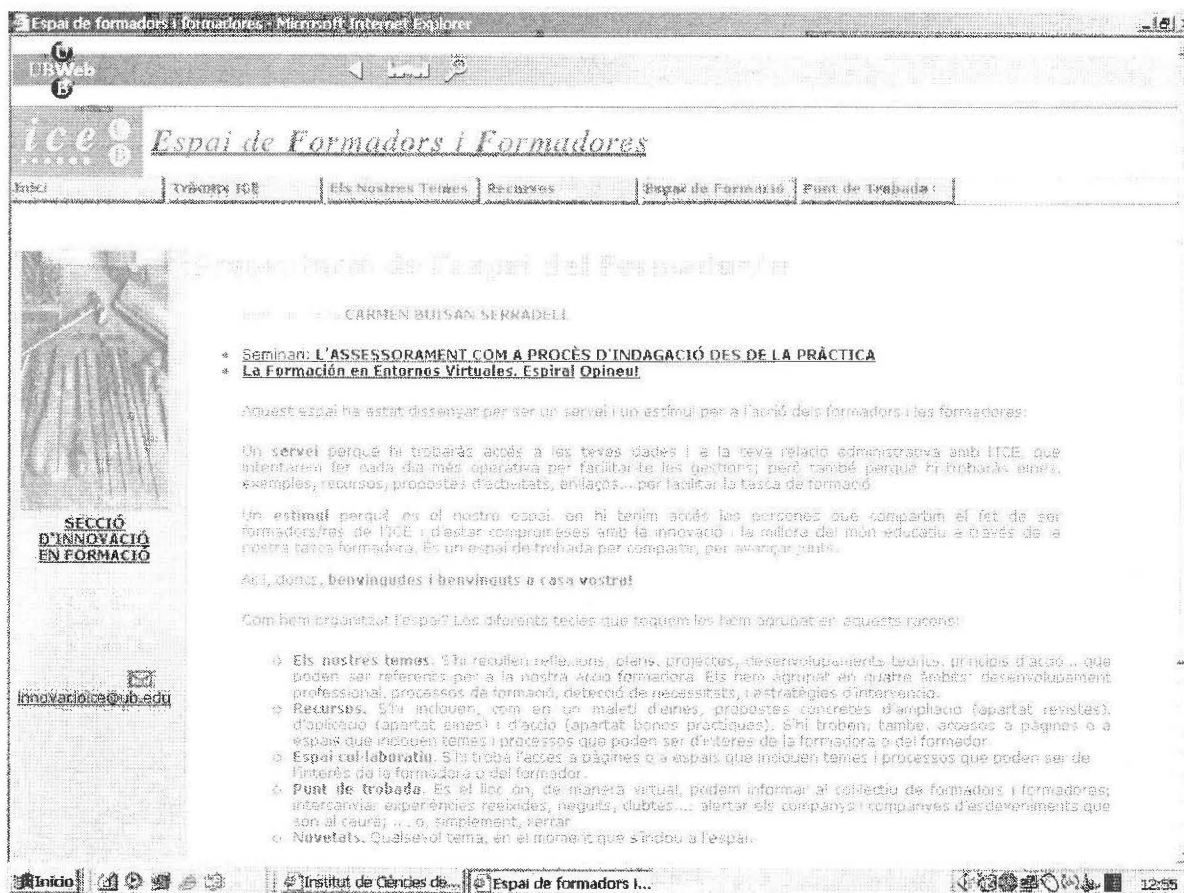 Espai de formadors i formadores - Microsoft Internet Explorer
UBWeb
ice UB
Espai de Formadors i Formadores
Inici Tràmits ICE Els Nostres Temes Recursos Espai de Formació Punt de Trobada
Presentació de l'espai del Formador/a
CARMEN BUISAN SERRADELL
Seminari: L'ASSESSORAMENT COM A PROCÈS D'INDAGACIÓ DES DE LA PRÀCTICA
La Formación en Entornos Virtuales. Espiral Opineu!
Aquest espai ha estat dissenyat per ser un servei i un estímul per a l'acció dels formadors i les formadores:
Un servei perquè hi trobaràs accés a les teves dades i a la teva relació administrativa amb l'ICE, que
intentarem fer cada dia més operativa per facilitar-te les gestions; però també perquè hi trobaràs eines,
exemples, recursos, propostes d'activitats, enllaços... per facilitar la tasca de formació
Un estímul perquè es el nostre espai, on hi tenim accés les persones que compartim el fet de ser
formadors/res de l'ICE i d'estar compromeses amb la innovació i la millora del món educatiu a través de la
nostra tasca formadora. És un espai de trobada per compartir, per avançar junts.
Així, doncs, benvingudes i benvinguts a casa vostra!
SECCIÓ
D'INNOVACIÓ
EN FORMACIÓ
Com hem organitzat l'espai? Les diferents tecles que toquem les hem agrupat en aquests racons:
Els nostres temes. S'hi recullen reflexions, plans, projectes, desenvolupaments teòrics, principis d'acció... que
poden ser referents per a la nostra acció formadora. Els hem agrupat en quatre àmbits: desenvolupament
professional, processos de formació, detecció de necessitats, i estratègies d'intervenció.
Recursos. S'hi inclouen, com en un maletí d'eines, propostes concretes d'ampliació (apartat revistes),
d'aplicació (apartat eines) i d'acció (apartat bones pràctiques). S'hi troben, també, accesos a pàgines o a
espais que inclouen temes i processos que poden ser d'interès de la formadora o del formador
Espai col·laboratiu. S'hi troba l'accés a pàgines o a espais que inclouen temes i processos que poden ser de
l'interès de la formadora o del formador.
Punt de trobada. Es el lloc on, de manera virtual, podem informar al col·lectiu de formadors i formadores;
intercanviar experiències reeixides, neguits, dubtes...; alertar els companys i companyes d'esdeveniments que
són al caure; ... o, simplement, xerrar
Novetats. Qualsevol tema, en el moment que s'inclou a l'espai.
innovacioice@ub.edu
Inicio Institut de Ciències de... Espai de formadors i... 12:55